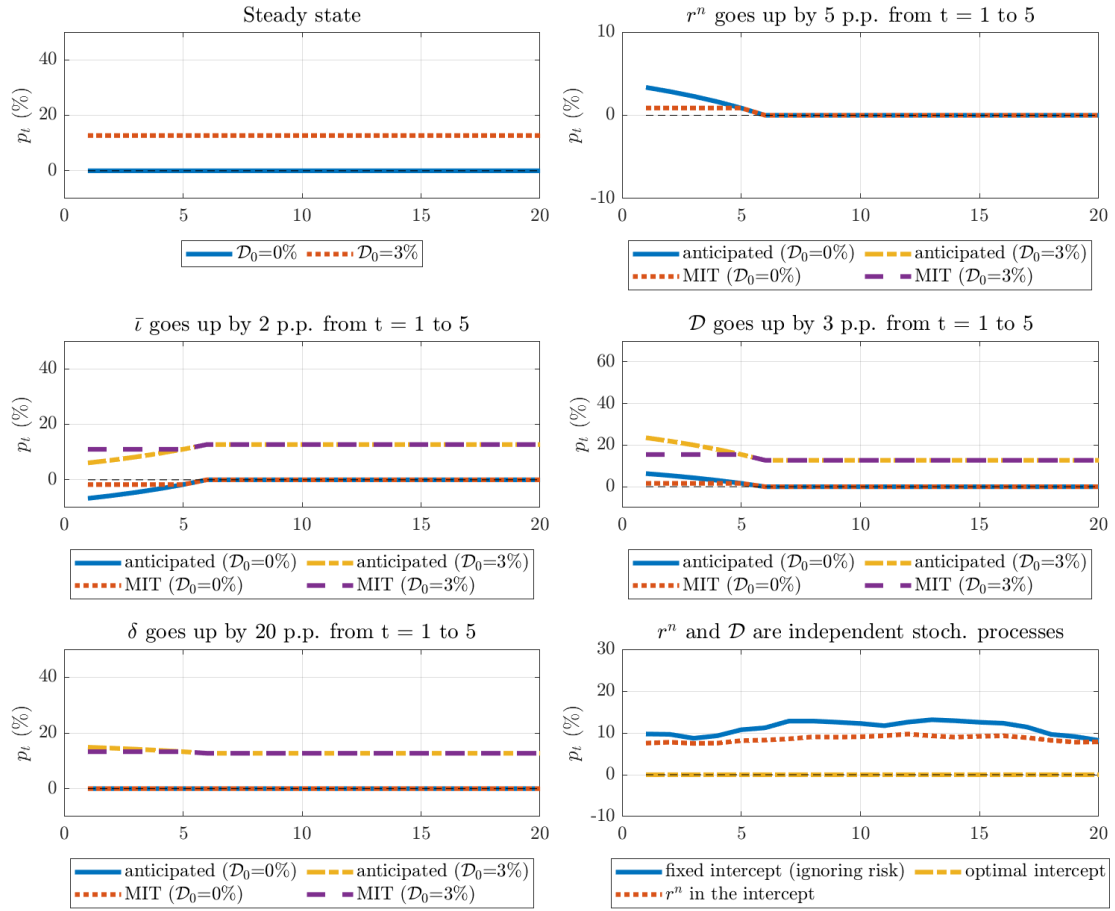 Steady state
p_t (%)
40
20
0
0 5 10 15 20
𝒟₀=0% 𝒟₀=3%
rⁿ goes up by 5 p.p. from t = 1 to 5
p_t (%)
10
0
-10
0 5 10 15 20
anticipated (𝒟₀=0%) anticipated (𝒟₀=3%)
MIT (𝒟₀=0%) MIT (𝒟₀=3%)
ῑ goes up by 2 p.p. from t = 1 to 5
p_t (%)
40
20
0
0 5 10 15 20
anticipated (𝒟₀=0%) anticipated (𝒟₀=3%)
MIT (𝒟₀=0%) MIT (𝒟₀=3%)
𝒟 goes up by 3 p.p. from t = 1 to 5
p_t (%)
60
40
20
0
0 5 10 15 20
anticipated (𝒟₀=0%) anticipated (𝒟₀=3%)
MIT (𝒟₀=0%) MIT (𝒟₀=3%)
δ goes up by 20 p.p. from t = 1 to 5
p_t (%)
40
20
0
0 5 10 15 20
anticipated (𝒟₀=0%) anticipated (𝒟₀=3%)
MIT (𝒟₀=0%) MIT (𝒟₀=3%)
rⁿ and 𝒟 are independent stoch. processes
p_t (%)
30
20
10
0
-10
0 5 10 15 20
fixed intercept (ignoring risk) optimal intercept
rⁿ in the intercept